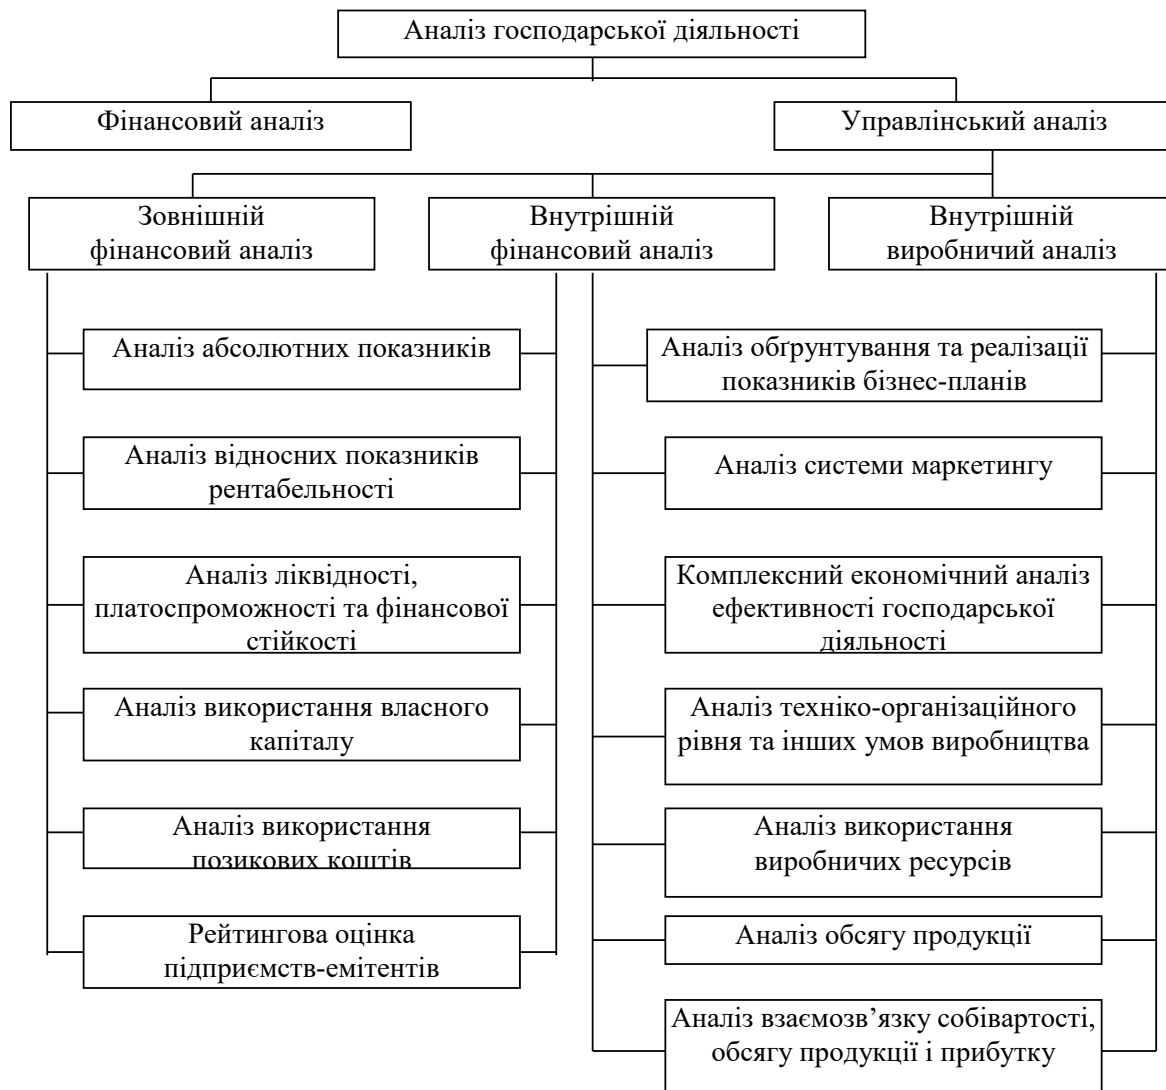 Аналіз господарської діяльності
Фінансовий аналіз
Управлінський аналіз
Зовнішній
фінансовий аналіз
Внутрішній
фінансовий аналіз
Внутрішній
виробничий аналіз
Аналіз абсолютних показників
Аналіз відносних показників
рентабельності
Аналіз ліквідності,
платоспроможності та фінансової
стійкості
Аналіз використання власного
капіталу
Аналіз використання
позикових коштів
Рейтингова оцінка
підприємств-емітентів
Аналіз обґрунтування та реалізації
показників бізнес-планів
Аналіз системи маркетингу
Комплексний економічний аналіз
ефективності господарської
діяльності
Аналіз техніко-організаційного
рівня та інших умов виробництва
Аналіз використання
виробничих ресурсів
Аналіз обсягу продукції
Аналіз взаємозв’язку собівартості,
обсягу продукції і прибутку